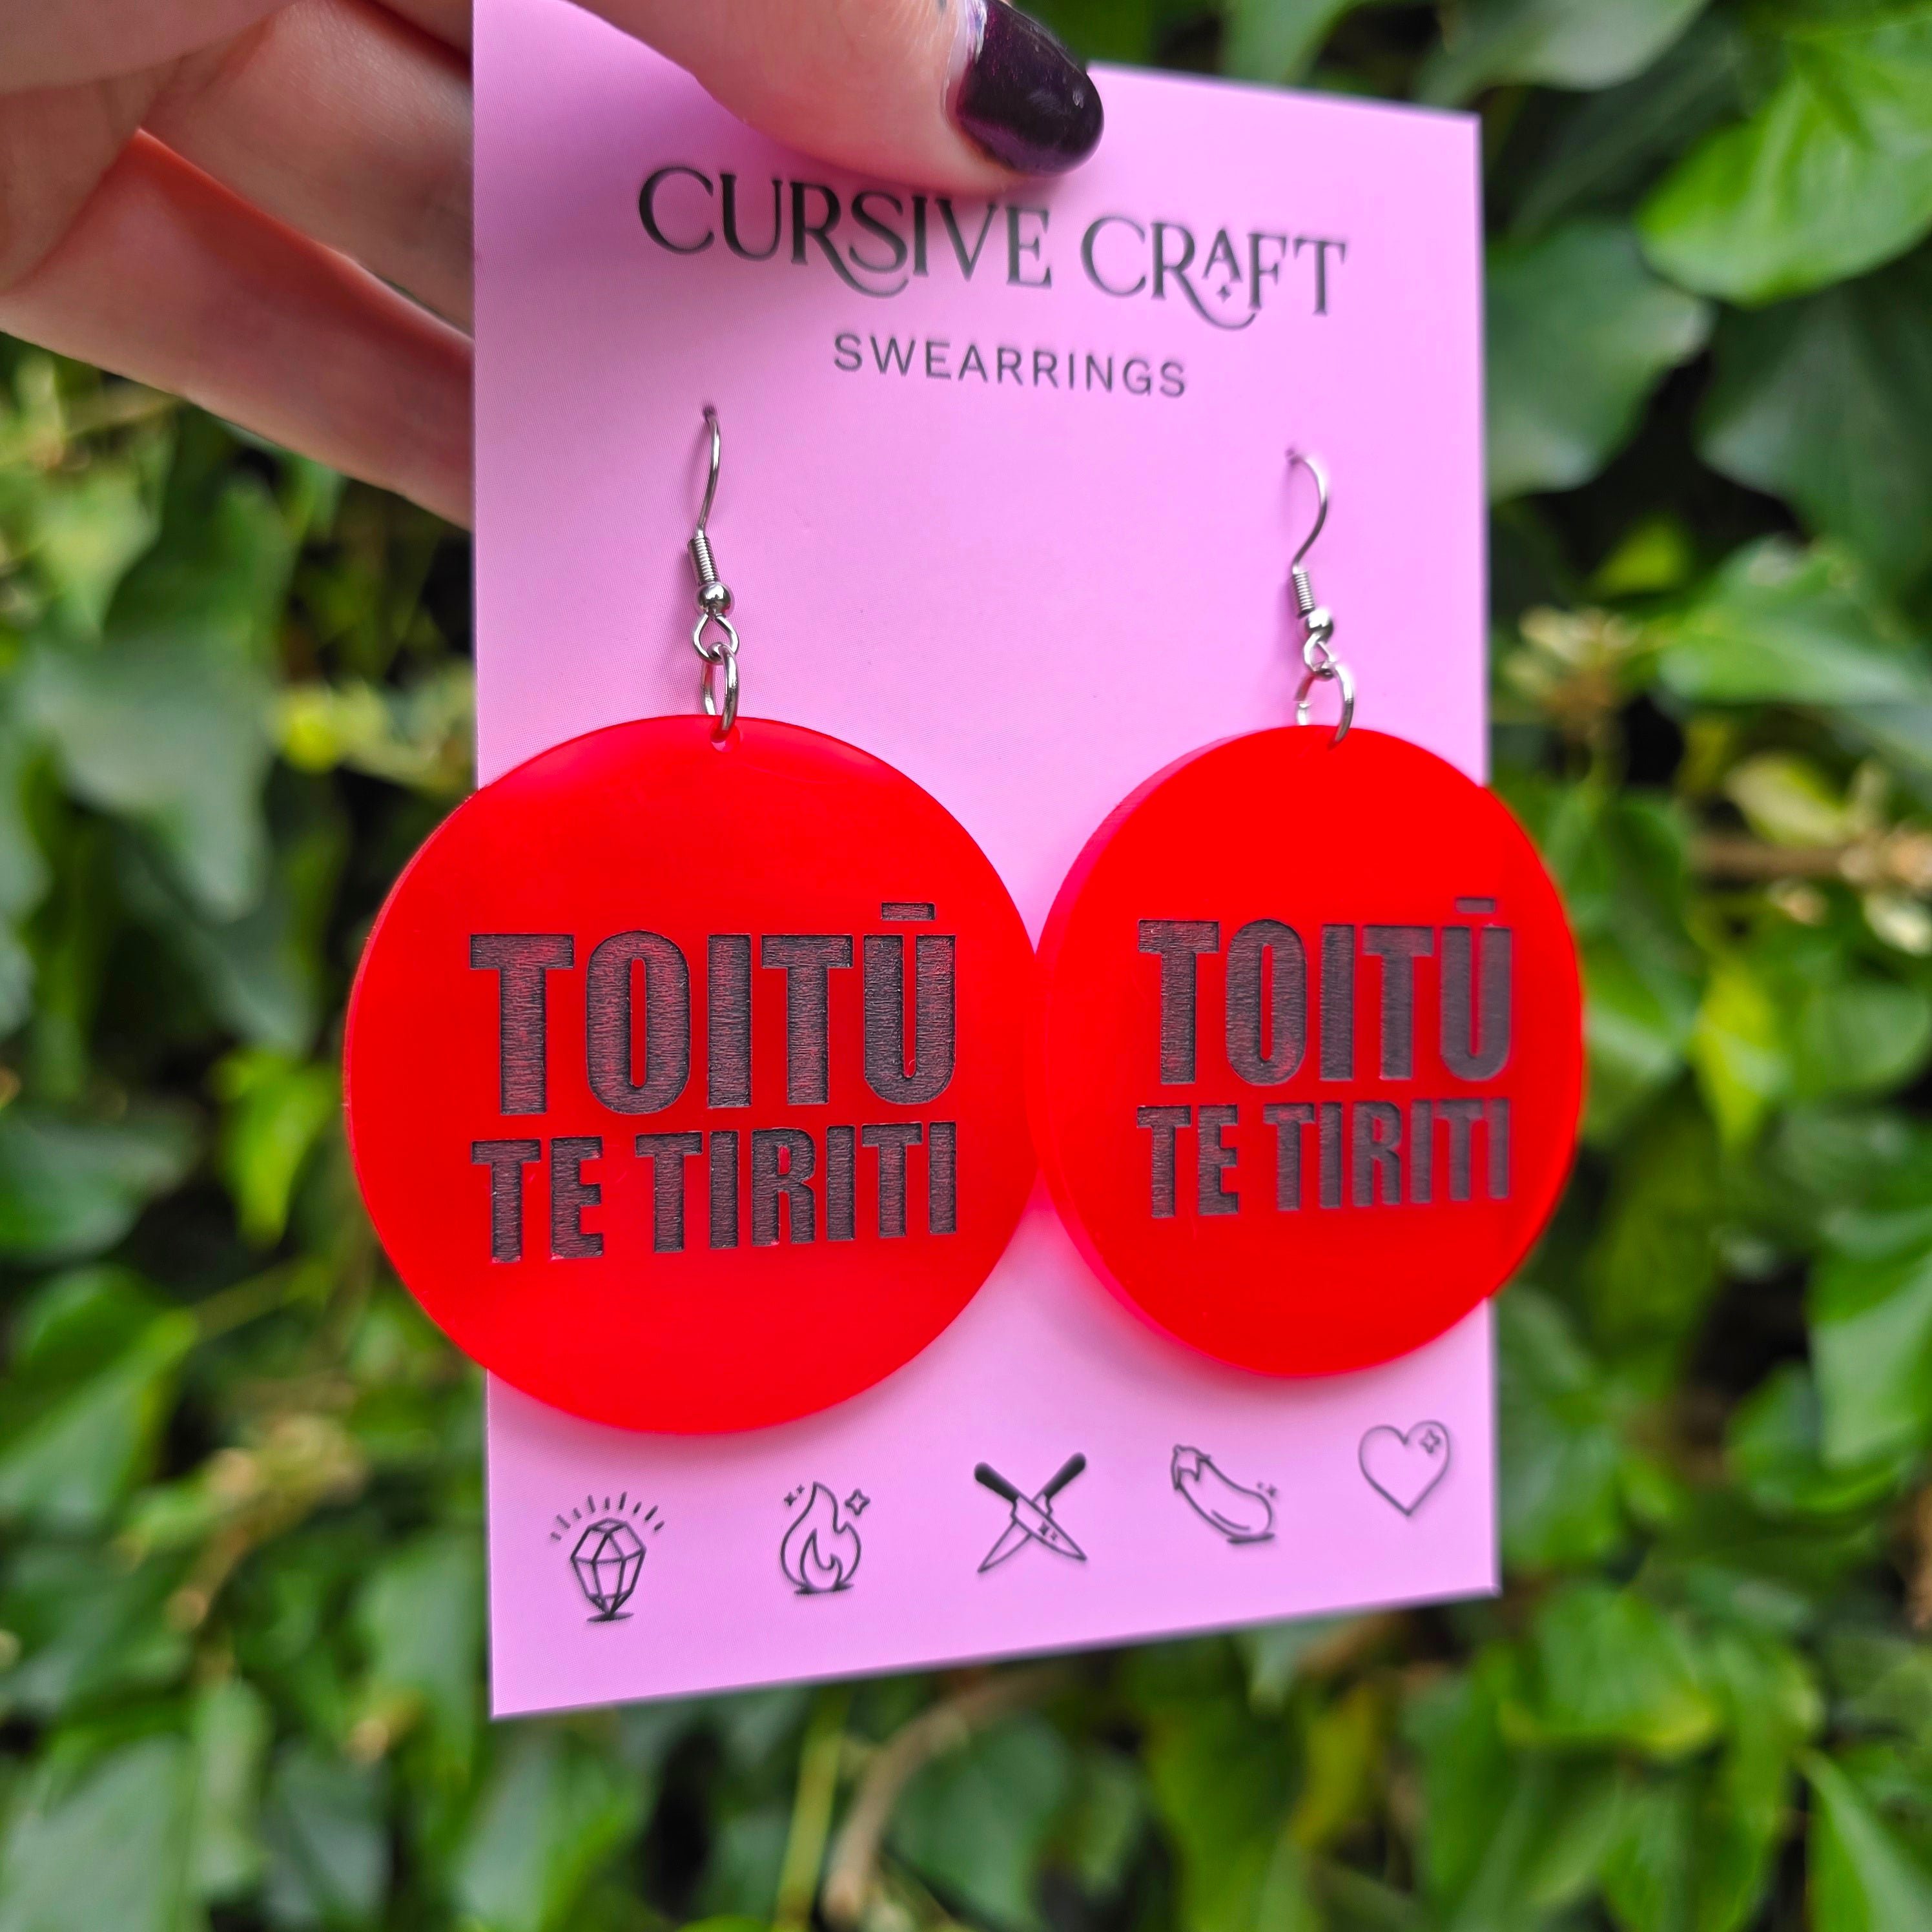 CURSIVE CRAFT
SWEARRINGS
TOITŪ
TE TIRITI
TOITŪ
TE TIRITI